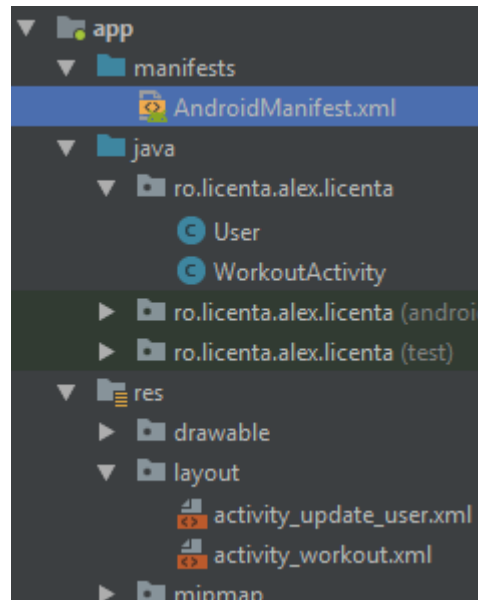 app
manifests
AndroidManifest.xml
java
ro.licenta.alex.licenta
User
WorkoutActivity
ro.licenta.alex.licenta (androi
ro.licenta.alex.licenta (test)
res
drawable
layout
activity_update_user.xml
activity_workout.xml
mipmap